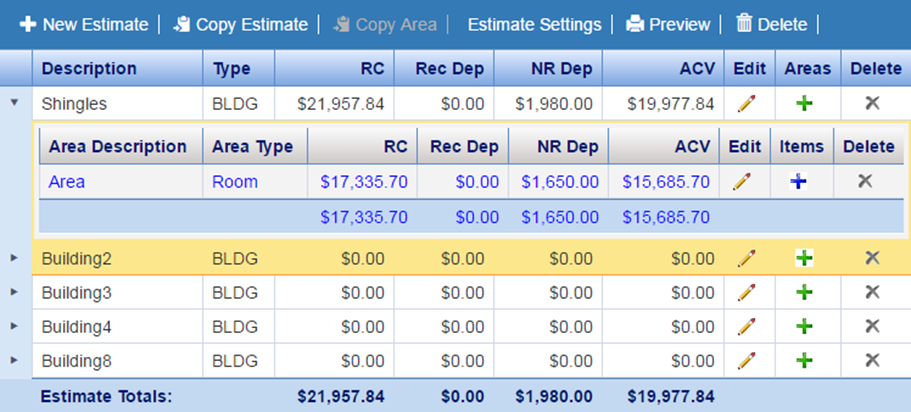 New Estimate | Copy Estimate | Copy Area | Estimate Settings | Preview | Delete |
Description Type RC Rec Dep NR Dep ACV Edit Areas Delete
Shingles BLDG $21,957.84 $0.00 $1,980.00 $19,977.84
Area Description Area Type RC Rec Dep NR Dep ACV Edit Items Delete
Area Room $17,335.70 $0.00 $1,650.00 $15,685.70
$17,335.70 $0.00 $1,650.00 $15,685.70
Building2 BLDG $0.00 $0.00 $0.00 $0.00
Building3 BLDG $0.00 $0.00 $0.00 $0.00
Building4 BLDG $0.00 $0.00 $0.00 $0.00
Building8 BLDG $0.00 $0.00 $0.00 $0.00
Estimate Totals: $21,957.84 $0.00 $1,980.00 $19,977.84